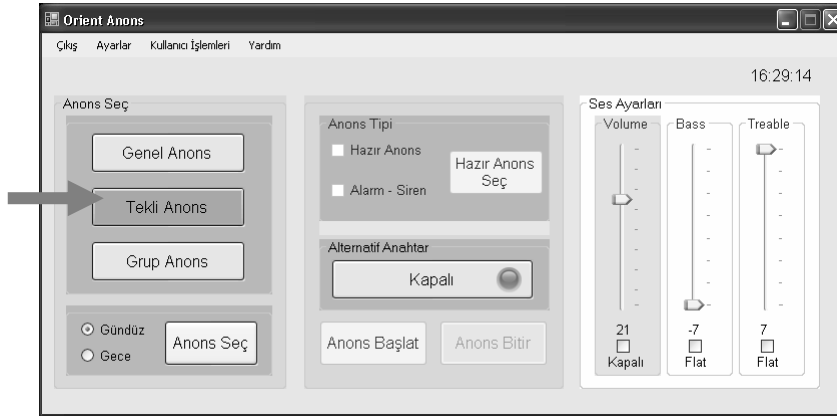 Orient Anons
Çıkış Ayarlar Kullanıcı İşlemleri Yardım
16:29:14
Anons Seç
Genel Anons
Tekli Anons
Grup Anons
Gündüz
Gece
Anons Seç
Anons Tipi
Hazır Anons
Alarm - Siren
Hazır Anons
Seç
Alternatif Anahtar
Kapalı
Anons Başlat
Anons Bitir
Ses Ayarları
Volume
21
Kapalı
Bass
-7
Flat
Treable
7
Flat